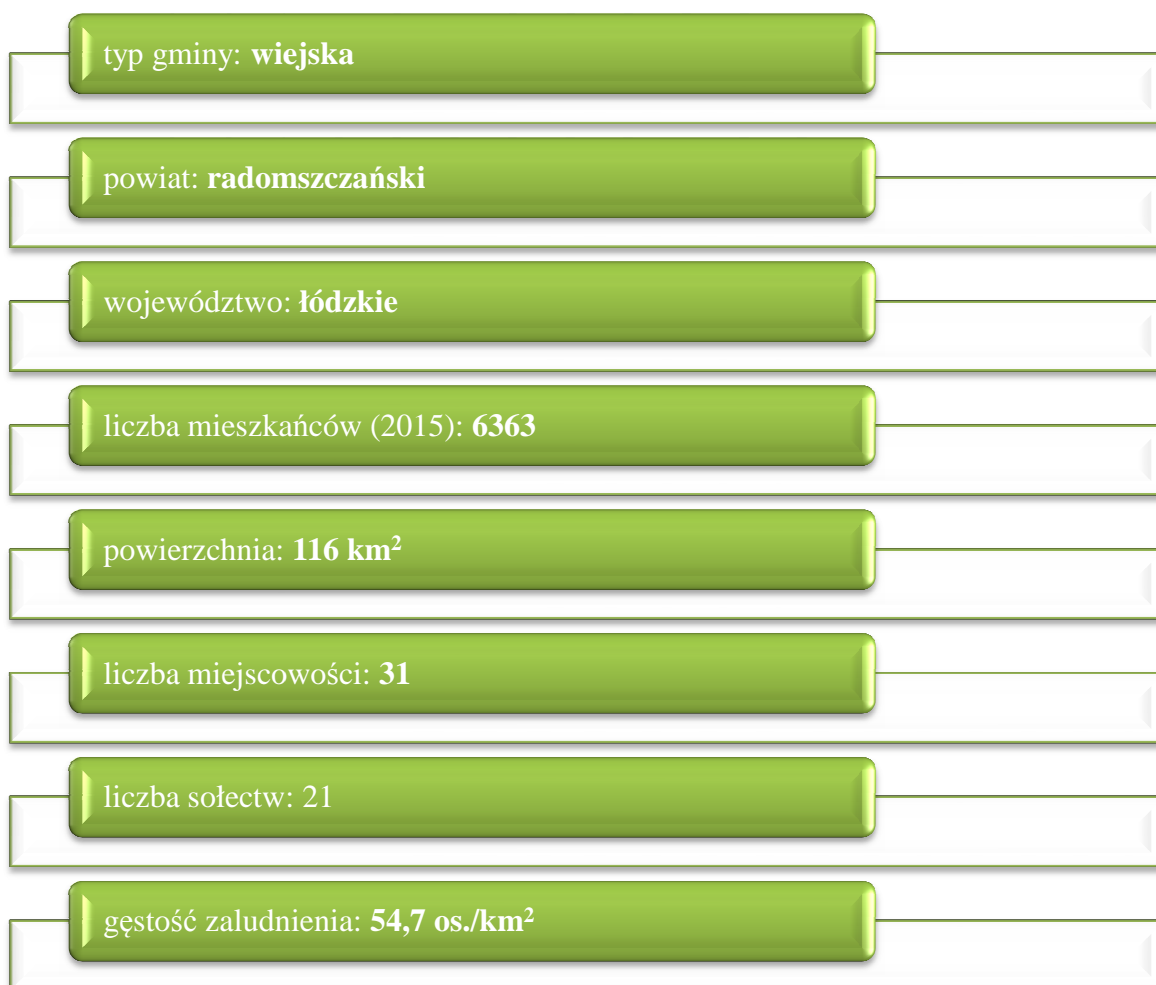 typ gminy: wiejska
powiat: radomszczański
województwo: łódzkie
liczba mieszkańców (2015): 6363
powierzchnia: 116 km²
liczba miejscowości: 31
liczba sołectw: 21
gęstość zaludnienia: 54,7 os./km²